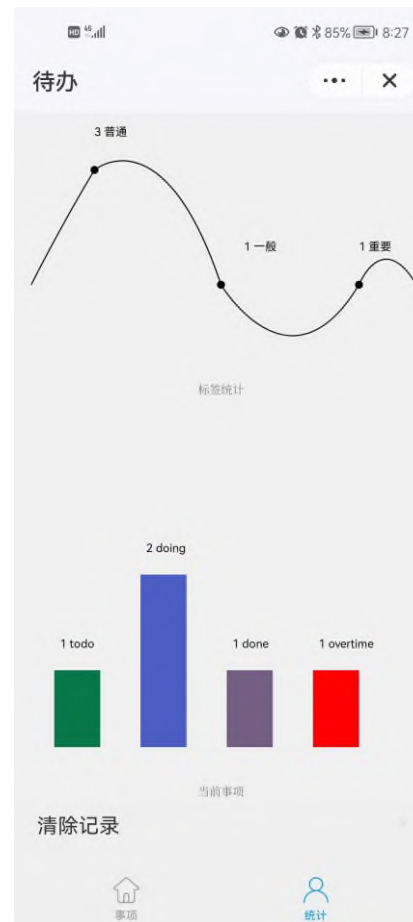 HD 4G 85% 8:27
待办
3 普通
1 一般 1 重要
标签统计
2 doing
1 todo 1 done 1 overtime
当前事项
清除记录
事项 统计